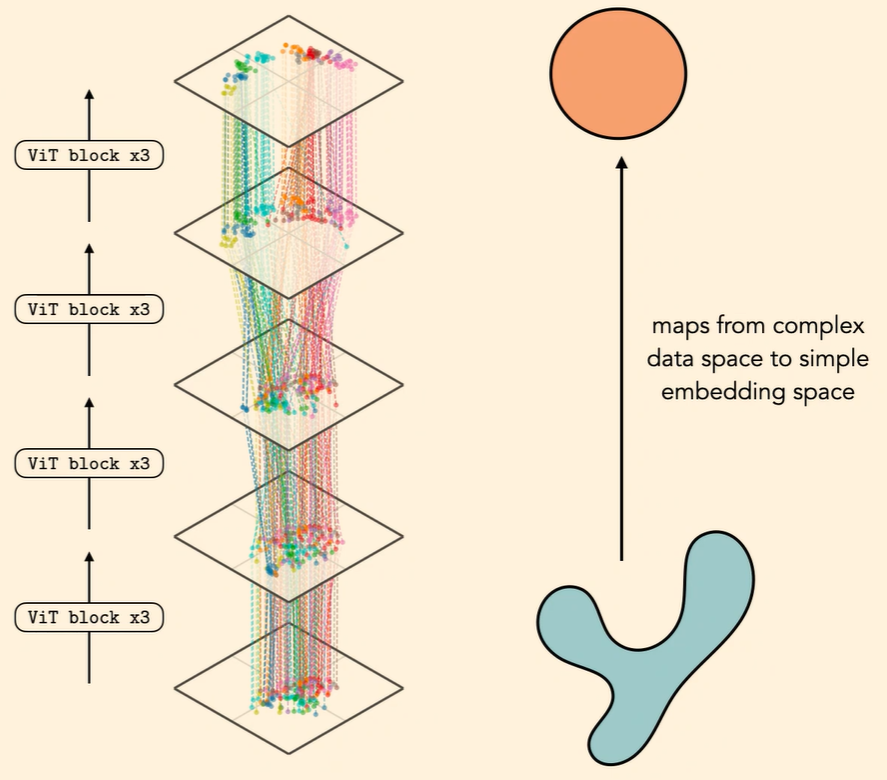 ViT block x3
ViT block x3
ViT block x3
ViT block x3
maps from complex
data space to simple
embedding space